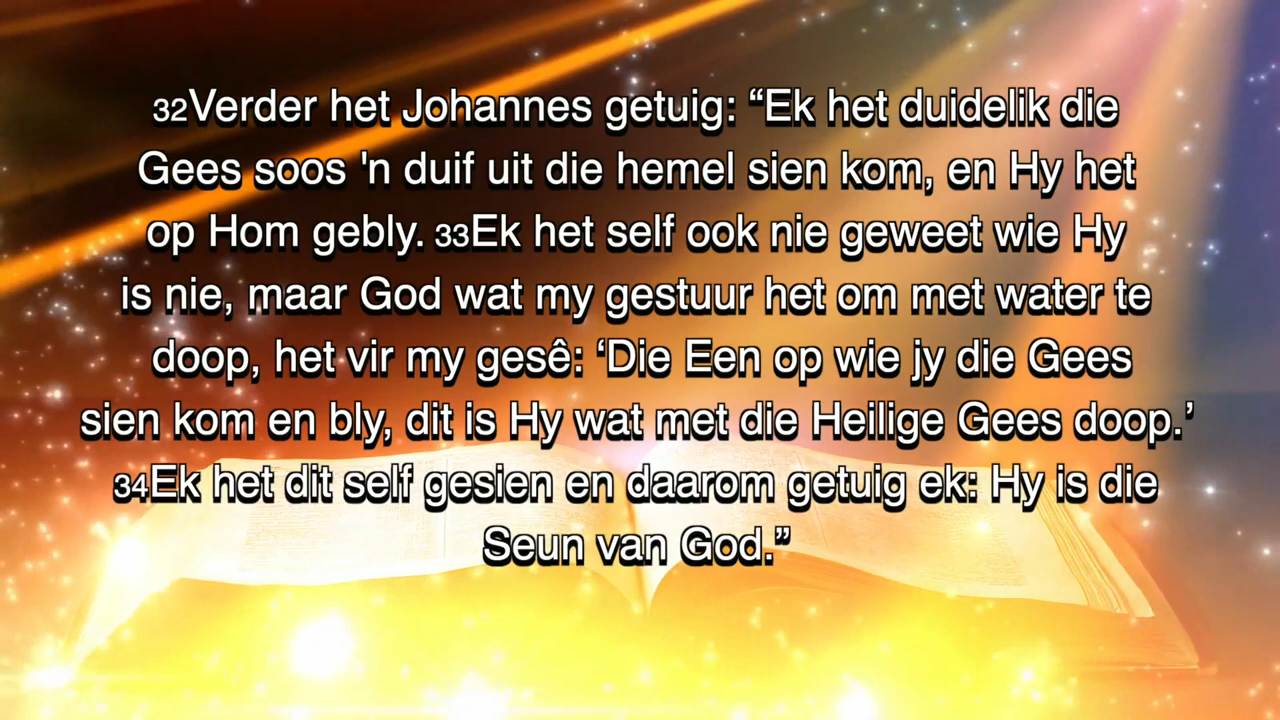 32Verder het Johannes getuig: “Ek het duidelik die
Gees soos 'n duif uit die hemel sien kom, en Hy het
op Hom gebly. 33Ek het self ook nie geweet wie Hy
is nie, maar God wat my gestuur het om met water te
doop, het vir my gesê: ‘Die Een op wie jy die Gees
sien kom en bly, dit is Hy wat met die Heilige Gees doop.’
34Ek het dit self gesien en daarom getuig ek: Hy is die
Seun van God.”